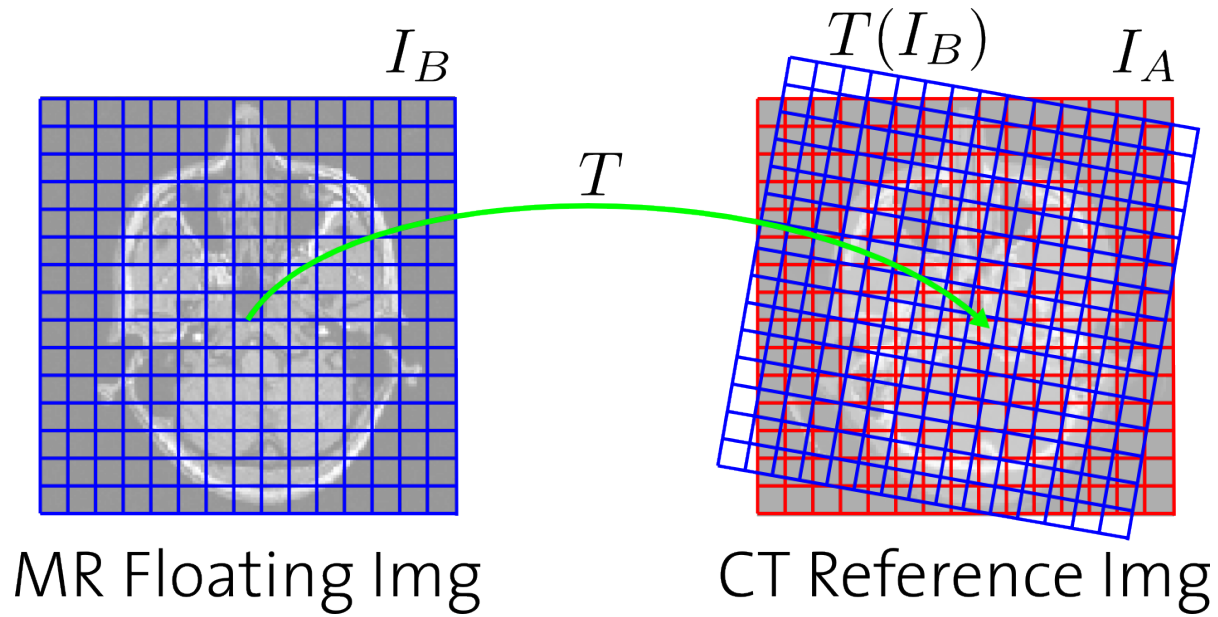 I_B
T(I_B)
I_A
T
MR Floating Img
CT Reference Img